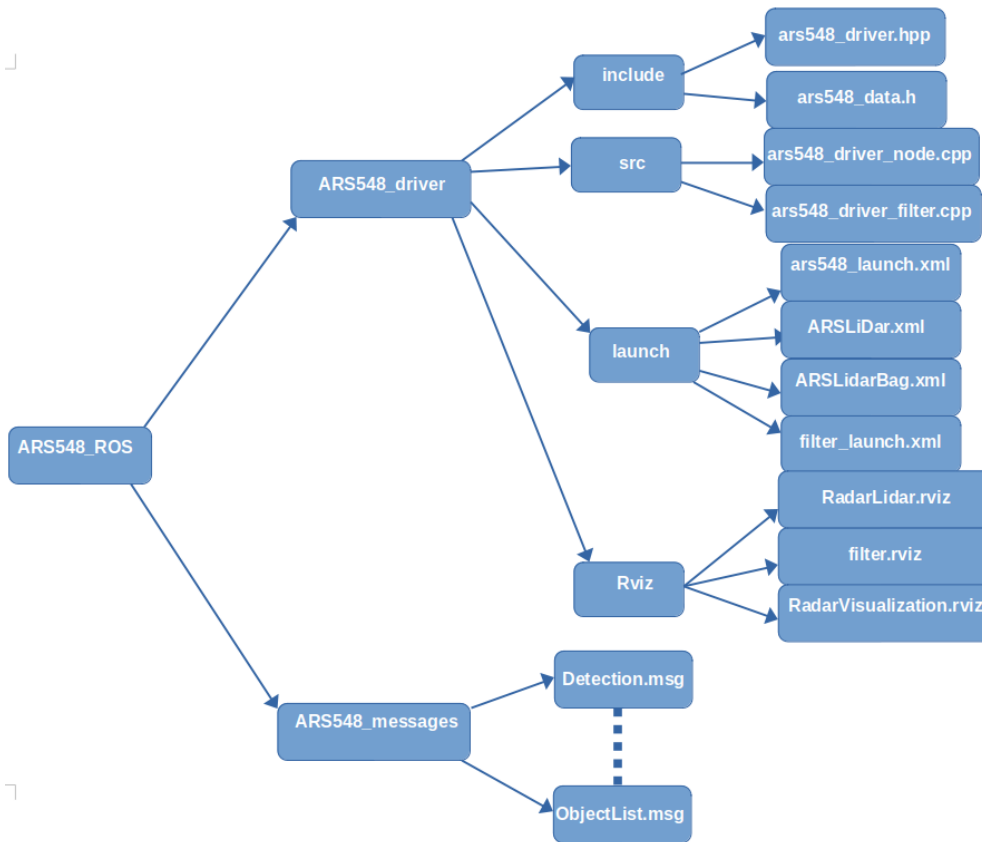 ars548_driver.hpp
include
ars548_data.h
src
ars548_driver_node.cpp
ARS548_driver
ars548_driver_filter.cpp
ars548_launch.xml
ARSLiDar.xml
launch
ARSLidarBag.xml
ARS548_ROS
filter_launch.xml
RadarLidar.rviz
filter.rviz
Rviz
RadarVisualization.rviz
Detection.msg
ARS548_messages
ObjectList.msg